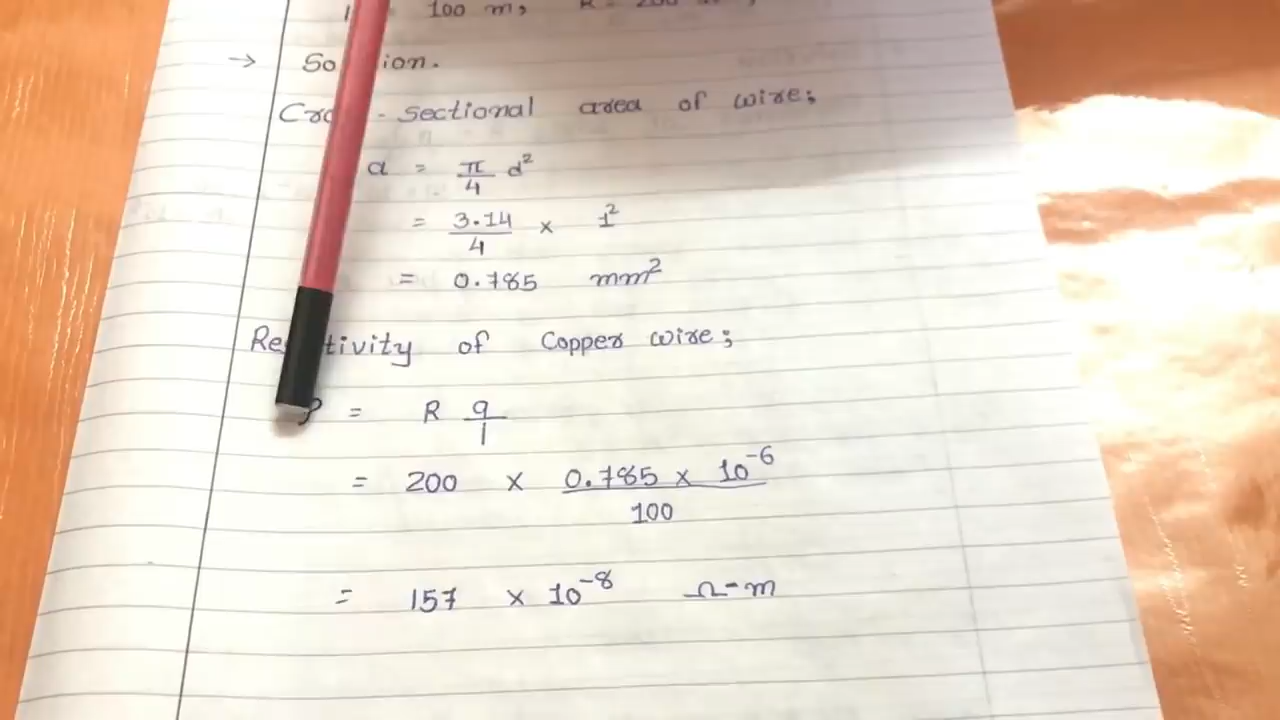 100 m,
→ So ion.
Cro - Sectional area of wire;
a = π/4 d²
= 3.14/4 × 1²
= 0.785 mm²
Re tivity of Copper wire;
ρ = R a/l
= 200 × 0.785 × 10⁻⁶/100
= 157 × 10⁻⁸ Ω-m